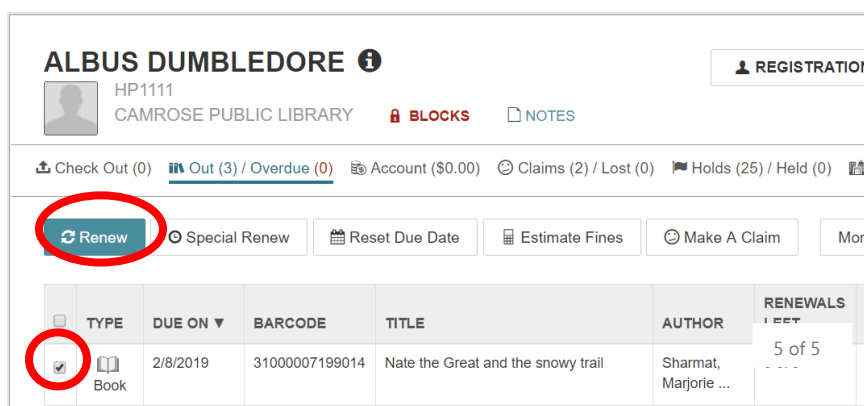 ALBUS DUMBLEDORE
REGISTRATION
HP1111
CAMROSE PUBLIC LIBRARY BLOCKS NOTES
Check Out (0) Out (3) / Overdue (0) Account ($0.00) Claims (2) / Lost (0) Holds (25) / Held (0)
Renew Special Renew Reset Due Date Estimate Fines Make A Claim Mor
TYPE DUE ON ▼ BARCODE TITLE AUTHOR RENEWALS
Book 2/8/2019 31000007199014 Nate the Great and the snowy trail Sharmat, Marjorie ... 5 of 5